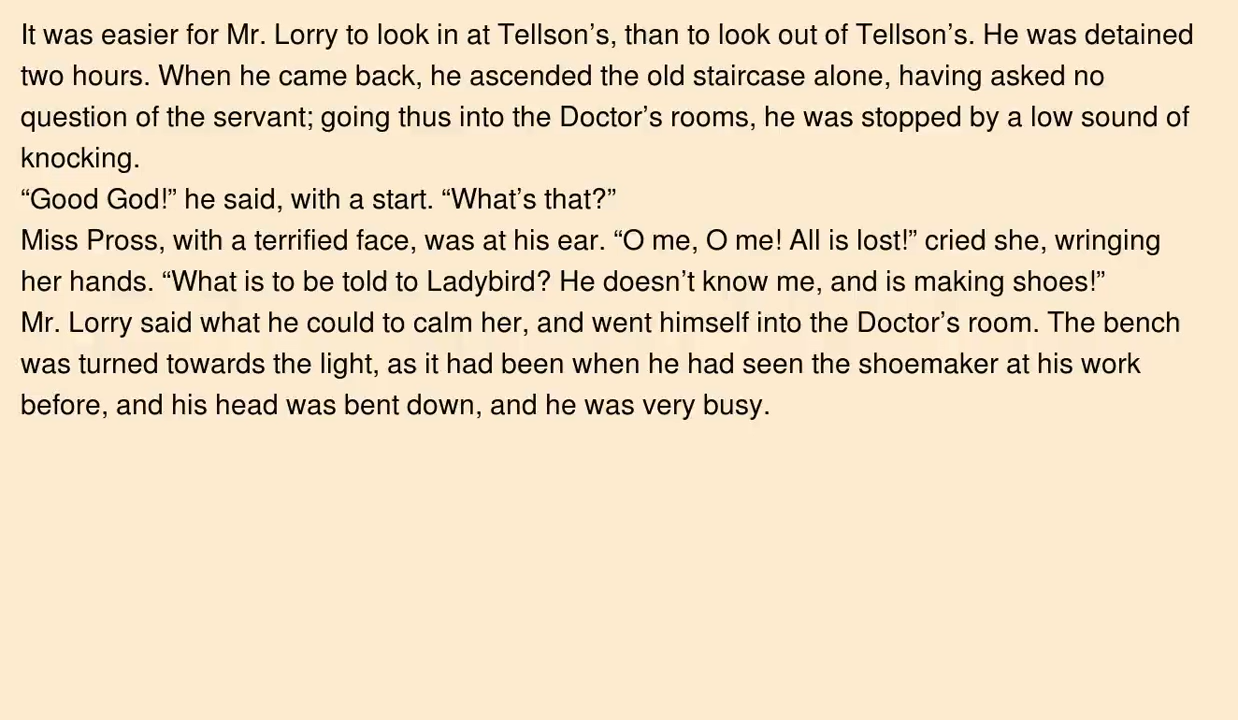 It was easier for Mr. Lorry to look in at Tellson’s, than to look out of Tellson’s. He was detained
two hours. When he came back, he ascended the old staircase alone, having asked no
question of the servant; going thus into the Doctor’s rooms, he was stopped by a low sound of
knocking.
“Good God!” he said, with a start. “What’s that?”
Miss Pross, with a terrified face, was at his ear. “O me, O me! All is lost!” cried she, wringing
her hands. “What is to be told to Ladybird? He doesn’t know me, and is making shoes!”
Mr. Lorry said what he could to calm her, and went himself into the Doctor’s room. The bench
was turned towards the light, as it had been when he had seen the shoemaker at his work
before, and his head was bent down, and he was very busy.